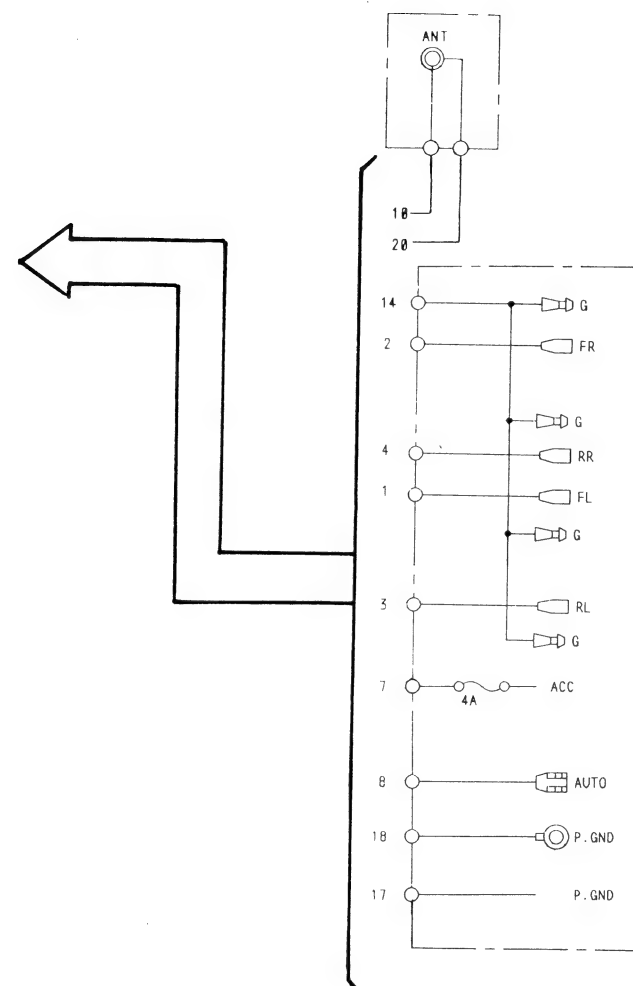 ANT
10
20
14 G
2 FR
G
4 RR
1 FL
G
3 RL
G
7 4A ACC
8 AUTO
18 P.GND
17 P.GND